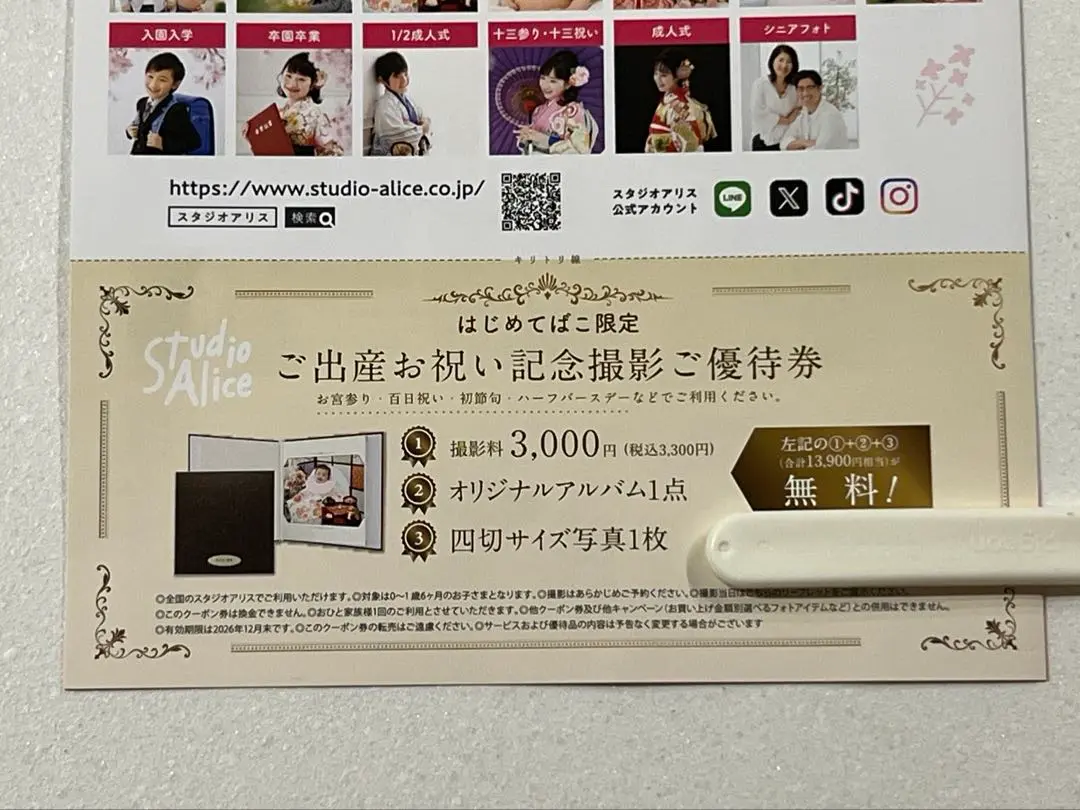 入園入学
卒園卒業
1/2成人式
十三参り・十三祝い
成人式
シニアフォト
https://www.studio-alice.co.jp/
スタジオアリス 検索
スタジオアリス
公式アカウント
LINE
キリトリ線
はじめてばこ限定
Studio Alice
ご出産お祝い記念撮影ご優待券
お宮参り・百日祝い・初節句・ハーフバースデーなどでご利用ください。
1 撮影料 3,000円 (税込3,300円)
2 オリジナルアルバム1点
3 四切サイズ写真1枚
左記の①+②+③
(合計13,900円相当)が
無料!
◎全国のスタジオアリスでご利用いただけます。◎対象は0〜1歳6ヶ月のお子さまとなります。◎撮影はあらかじめご予約ください。◎撮影当日はこちらのリーフレットをご提示ください。
◎このクーポン券は換金できません。◎おひと家族様1回のご利用とさせていただきます。◎他クーポン券及び他キャンペーン(お買い上げ金額別選べるフォトアイテムなど)との併用はできません。
◎有効期限は2026年12月末です。◎このクーポン券の転売はご遠慮ください。◎サービスおよび優待品の内容は予告なく変更する場合がございます